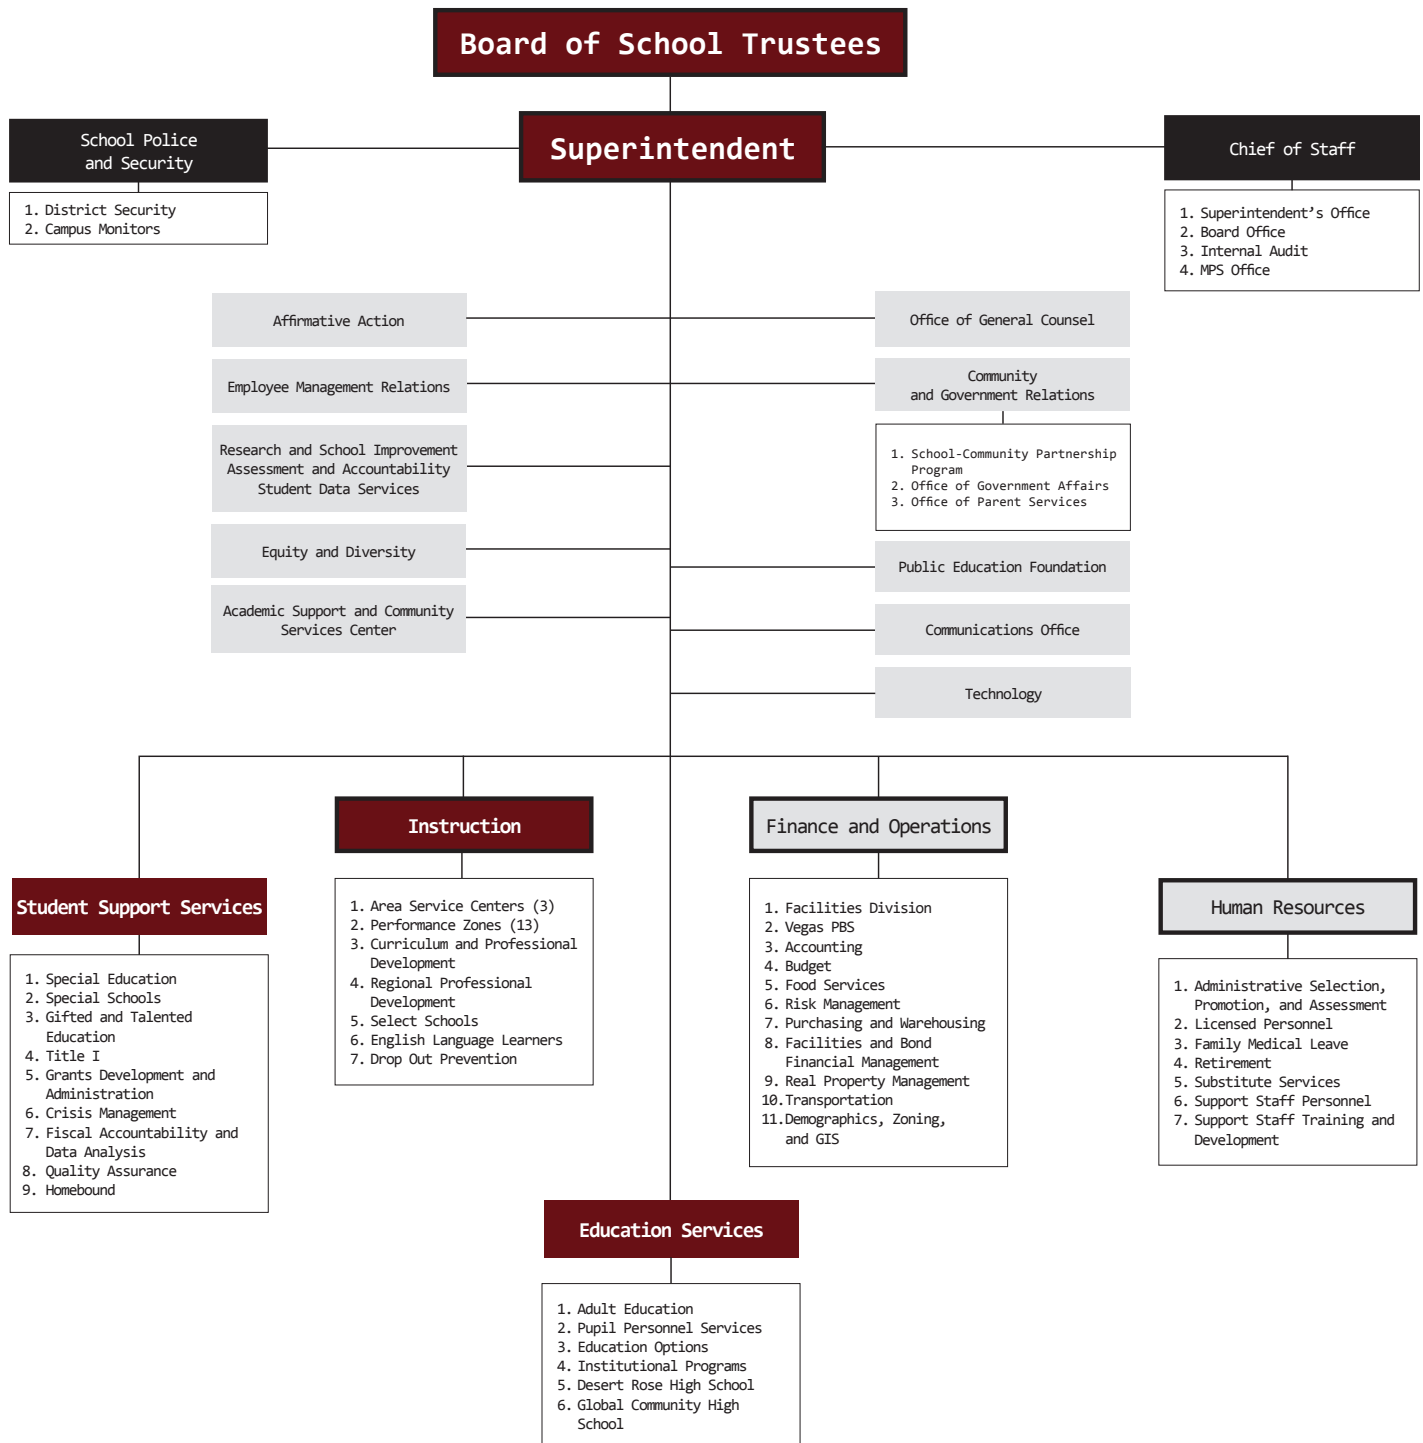 Board of School Trustees
School Police
and Security
Superintendent
Chief of Staff
1. District Security
2. Campus Monitors
1. Superintendent’s Office
2. Board Office
3. Internal Audit
4. MPS Office
Affirmative Action
Office of General Counsel
Employee Management Relations
Community
and Government Relations
Research and School Improvement
Assessment and Accountability
Student Data Services
1. School-Community Partnership
Program
2. Office of Government Affairs
3. Office of Parent Services
Equity and Diversity
Public Education Foundation
Academic Support and Community
Services Center
Communications Office
Technology
Instruction
Finance and Operations
Student Support Services
Human Resources
1. Special Education
2. Special Schools
3. Gifted and Talented
Education
4. Title I
5. Grants Development and
Administration
6. Crisis Management
7. Fiscal Accountability and
Data Analysis
8. Quality Assurance
9. Homebound
1. Area Service Centers (3)
2. Performance Zones (13)
3. Curriculum and Professional
Development
4. Regional Professional
Development
5. Select Schools
6. English Language Learners
7. Drop Out Prevention
1. Facilities Division
2. Vegas PBS
3. Accounting
4. Budget
5. Food Services
6. Risk Management
7. Purchasing and Warehousing
8. Facilities and Bond
Financial Management
9. Real Property Management
10. Transportation
11. Demographics, Zoning,
and GIS
1. Administrative Selection,
Promotion, and Assessment
2. Licensed Personnel
3. Family Medical Leave
4. Retirement
5. Substitute Services
6. Support Staff Personnel
7. Support Staff Training and
Development
Education Services
1. Adult Education
2. Pupil Personnel Services
3. Education Options
4. Institutional Programs
5. Desert Rose High School
6. Global Community High
School